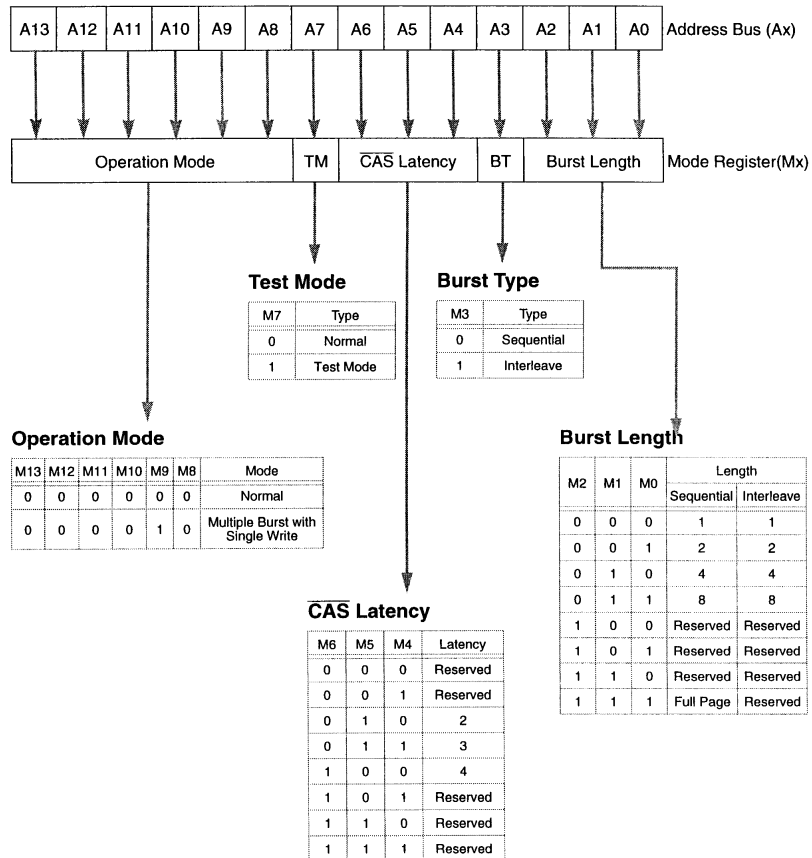 A13 A12 A11 A10 A9 A8 A7 A6 A5 A4 A3 A2 A1 A0 Address Bus (Ax)
Operation Mode TM CAS Latency BT Burst Length Mode Register(Mx)
Test Mode
M7 Type
0 Normal
1 Test Mode
Burst Type
M3 Type
0 Sequential
1 Interleave
Operation Mode
M13 M12 M11 M10 M9 M8 Mode
0 0 0 0 0 0 Normal
0 0 0 0 1 0 Multiple Burst with
Single Write
Burst Length
M2 M1 M0 Length
Sequential Interleave
0 0 0 1 1
0 0 1 2 2
0 1 0 4 4
0 1 1 8 8
1 0 0 Reserved Reserved
1 0 1 Reserved Reserved
1 1 0 Reserved Reserved
1 1 1 Full Page Reserved
CAS Latency
M6 M5 M4 Latency
0 0 0 Reserved
0 0 1 Reserved
0 1 0 2
0 1 1 3
1 0 0 4
1 0 1 Reserved
1 1 0 Reserved
1 1 1 Reserved